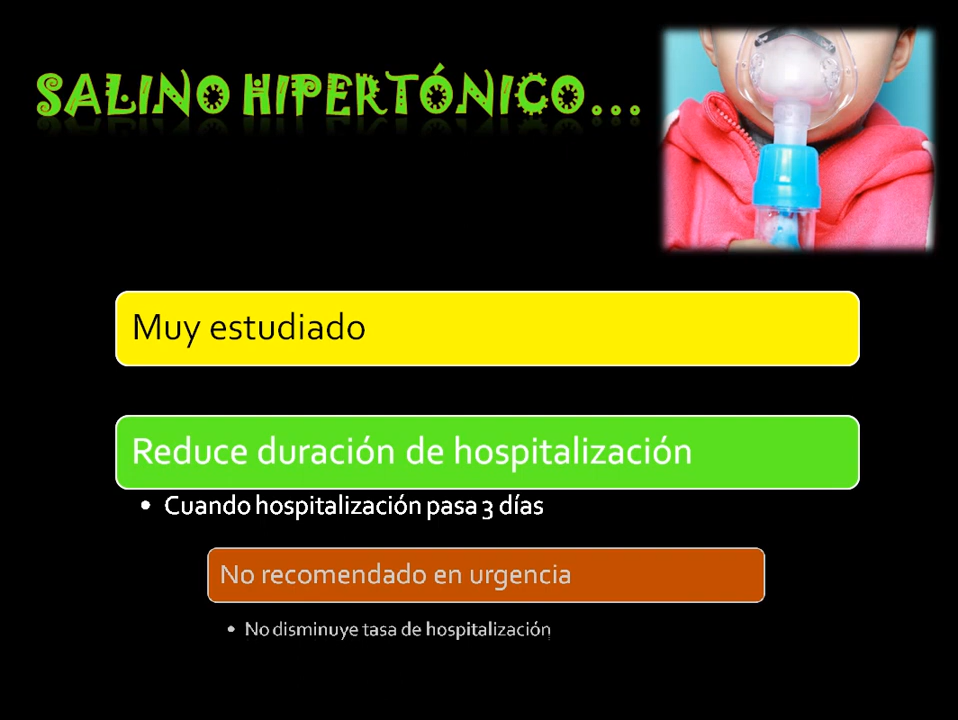 SALINO HIPERTÓNICO...
Muy estudiado
Reduce duración de hospitalización
• Cuando hospitalización pasa 3 días
No recomendado en urgencia
• No disminuye tasa de hospitalización